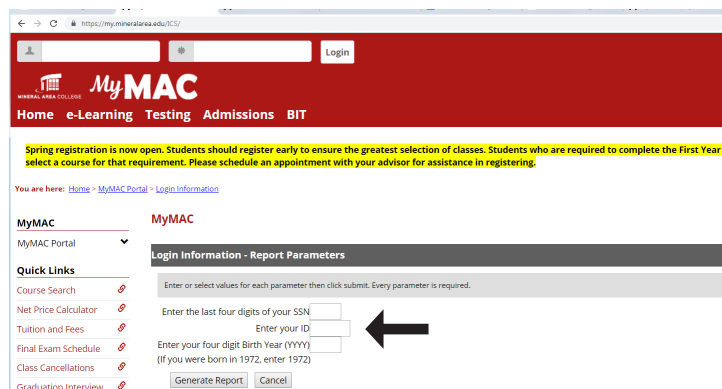 https://my.mineralarea.edu/ICS/
Login
MINERAL AREA COLLEGE
MyMAC
Home e-Learning Testing Admissions BIT
Spring registration is now open. Students should register early to ensure the greatest selection of classes. Students who are required to complete the First Year
select a course for that requirement. Please schedule an appointment with your advisor for assistance in registering.
You are here: Home > MyMAC Portal > Login Information
MyMAC
MyMAC Portal
Quick Links
Course Search
Net Price Calculator
Tuition and Fees
Final Exam Schedule
Class Cancellations
Graduation Interview
MyMAC
Login Information - Report Parameters
Enter or select values for each parameter then click submit. Every parameter is required.
Enter the last four digits of your SSN
Enter your ID
Enter your four digit Birth Year (YYYY)
(If you were born in 1972, enter 1972)
Generate Report Cancel